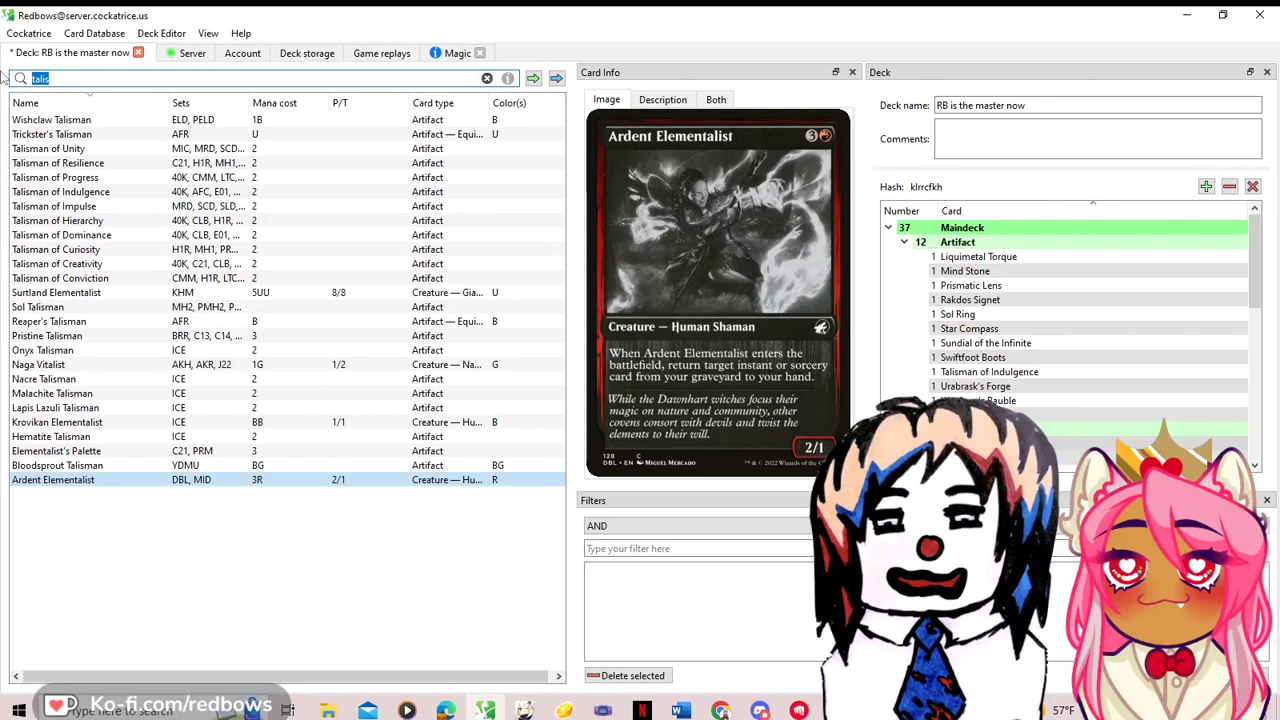 Redbows@server.cockatrice.us
Cockatrice Card Database Deck Editor View Help
* Deck: RB is the master now Server Account Deck storage Game replays Magic
talis
Name Sets Mana cost P/T Card type Color(s)
Wishclaw Talisman ELD, PELD 1B Artifact B
Trickster's Talisman AFR U Artifact — Equi... U
Talisman of Unity MIC, MRD, SCD... 2 Artifact
Talisman of Resilience C21, H1R, MH1,... 2 Artifact
Talisman of Progress 40K, CMM, LTC,... 2 Artifact
Talisman of Indulgence 40K, AFC, E01, ... 2 Artifact
Talisman of Impulse MRD, SCD, SLD,... 2 Artifact
Talisman of Hierarchy 40K, CLB, H1R,... 2 Artifact
Talisman of Dominance 40K, CLB, E01, ... 2 Artifact
Talisman of Curiosity H1R, MH1, PR... 2 Artifact
Talisman of Creativity 40K, C21, CLB,... 2 Artifact
Talisman of Conviction CMM, H1R, LTC... 2 Artifact
Surtland Elementalist KHM 5UU 8/8 Creature — Gia... U
Sol Talisman MH2, PMH2, P... Artifact
Reaper's Talisman AFR B Artifact — Equi... B
Pristine Talisman BRR, C13, C14, ... 3 Artifact
Onyx Talisman ICE 2 Artifact
Naga Vitalist AKH, AKR, J22 1G 1/2 Creature — Na... G
Nacre Talisman ICE 2 Artifact
Malachite Talisman ICE 2 Artifact
Lapis Lazuli Talisman ICE 2 Artifact
Krovikan Elementalist ICE BB 1/1 Creature — Hu... B
Hematite Talisman ICE 2 Artifact
Elementalist's Palette C21, PRM 3 Artifact
Bloodsprout Talisman YDMU BG Artifact BG
Ardent Elementalist DBL, MID 3R 2/1 Creature — Hu... R
Card Info
Image Description Both
Ardent Elementalist 3
Creature — Human Shaman
When Ardent Elementalist enters the
battlefield, return target instant or sorcery
card from your graveyard to your hand.
While the Dawnhart witches focus their
magic on nature and community, other
covens consort with devils and twist the
elements to their will.
2/1
128 C
DBL • EN MIGUEL MERCADO ™ & © 2022 Wizards of the
Filters
AND
Type your filter here
Delete selected
Deck
Deck name: RB is the master now
Comments:
Hash: klrrcfkh
Number Card
37 Maindeck
12 Artifact
1 Liquimetal Torque
1 Mind Stone
1 Prismatic Lens
1 Rakdos Signet
1 Sol Ring
1 Star Compass
1 Sundial of the Infinite
1 Swiftfoot Boots
1 Talisman of Indulgence
1 Urabrask's Forge
Ko-fi.com/redbows
Type here to search
57°F